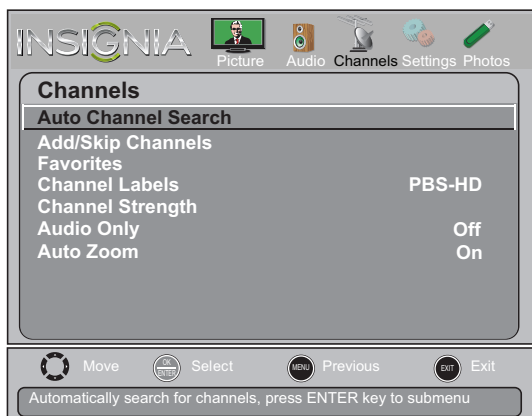 INSIGNIA
Picture Audio Channels Settings Photos
Channels
Auto Channel Search
Add/Skip Channels
Favorites
Channel Labels PBS-HD
Channel Strength
Audio Only Off
Auto Zoom On
Move OK ENTER Select MENU Previous EXIT Exit
Automatically search for channels, press ENTER key to submenu